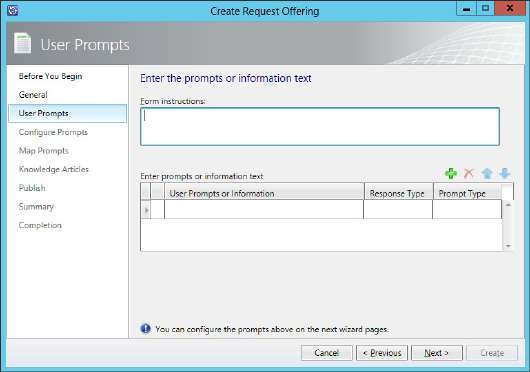 Create Request Offering
User Prompts
Before You Begin
General
User Prompts
Configure Prompts
Map Prompts
Knowledge Articles
Publish
Summary
Completion
Enter the prompts or information text
Form instructions:
Enter prompts or information text
User Prompts or Information Response Type Prompt Type
You can configure the prompts above on the next wizard pages.
Cancel < Previous Next > Create